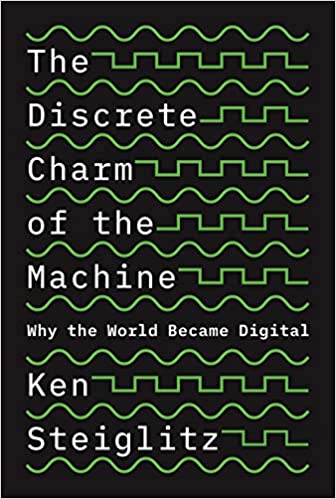 The
Discrete
Charm
of the
Machine
Why the World Became Digital
Ken
Steiglitz